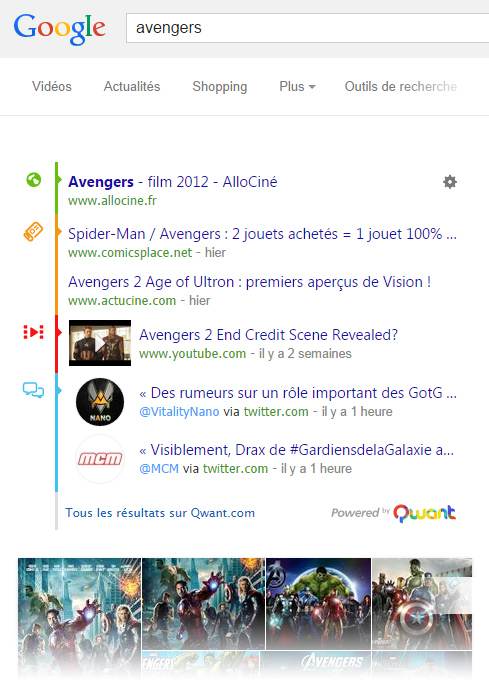 Google
avengers
Vidéos Actualités Shopping Plus Outils de recherche
Avengers - film 2012 - AlloCiné
www.allocine.fr
Spider-Man / Avengers : 2 jouets achetés = 1 jouet 100% ...
www.comicsplace.net - hier
Avengers 2 Age of Ultron : premiers aperçus de Vision !
www.actucine.com - hier
Avengers 2 End Credit Scene Revealed?
www.youtube.com - il y a 2 semaines
NANO
« Des rumeurs sur un rôle important des GotG ...
@VitalityNano via twitter.com - il y a 1 heure
mcm
« Visiblement, Drax de #GardiensdelaGalaxie a...
@MCM via twitter.com - il y a 1 heure
Tous les résultats sur Qwant.com
Powered by Qwant
AVENGERS